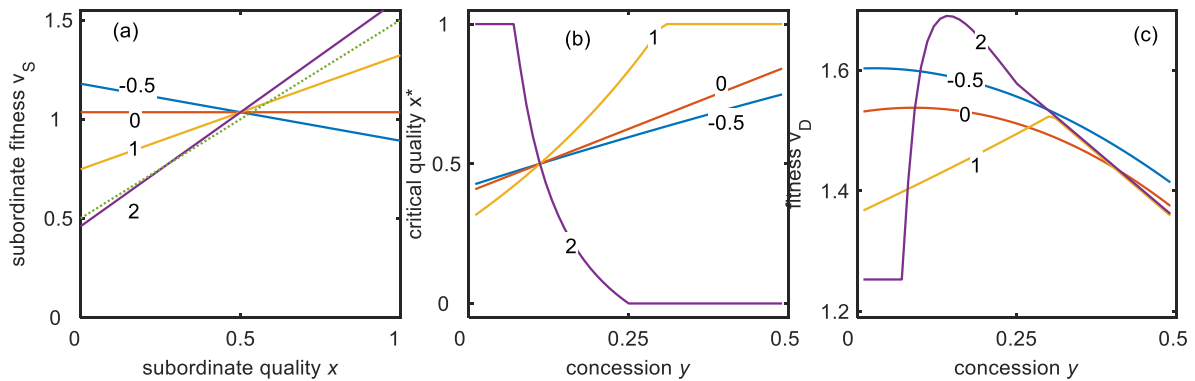 (a)
subordinate fitness v_S
1.5
1
0.5
0
-0.5
0
1
2
0 0.5 1
subordinate quality x
(b)
critical quality x*
1
0.5
0
1
0
-0.5
2
0 0.25 0.5
concession y
(c)
fitness v_D
1.6
1.4
1.2
2
-0.5
0
1
0 0.25 0.5
concession y